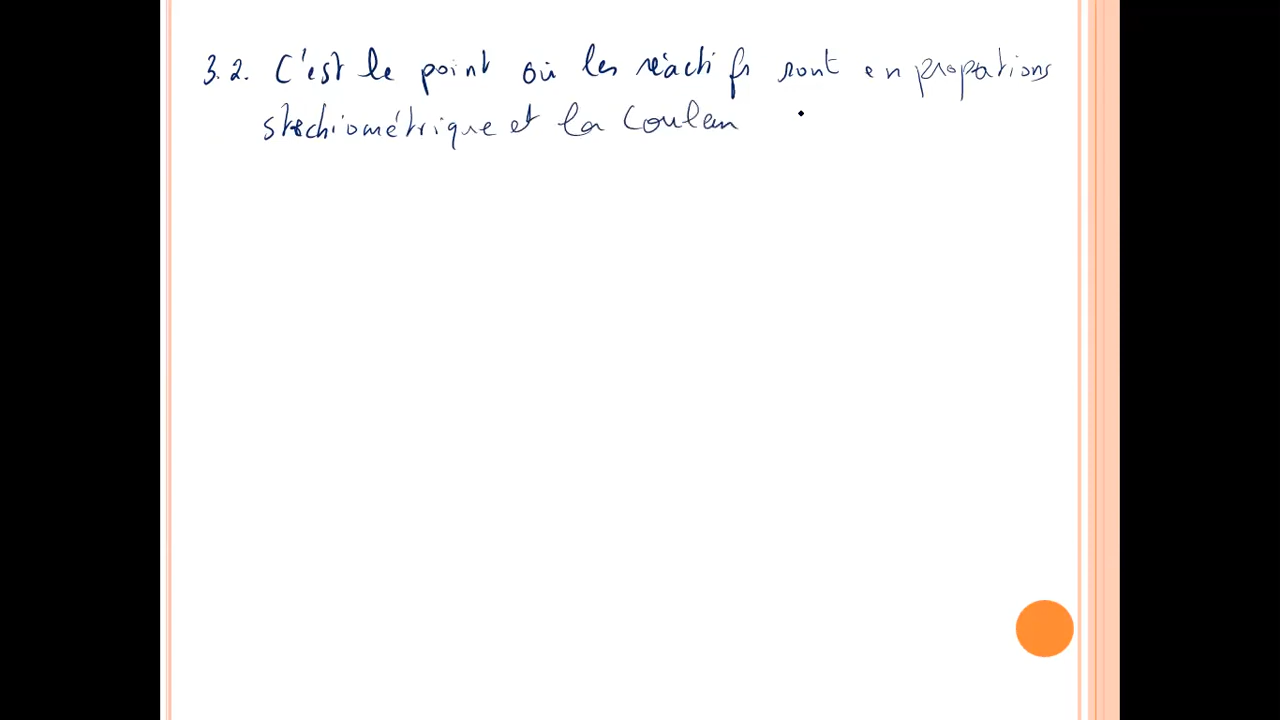 3.2. C'est le point où les réactifs sont en proportions
stœchiométrique et la couleur